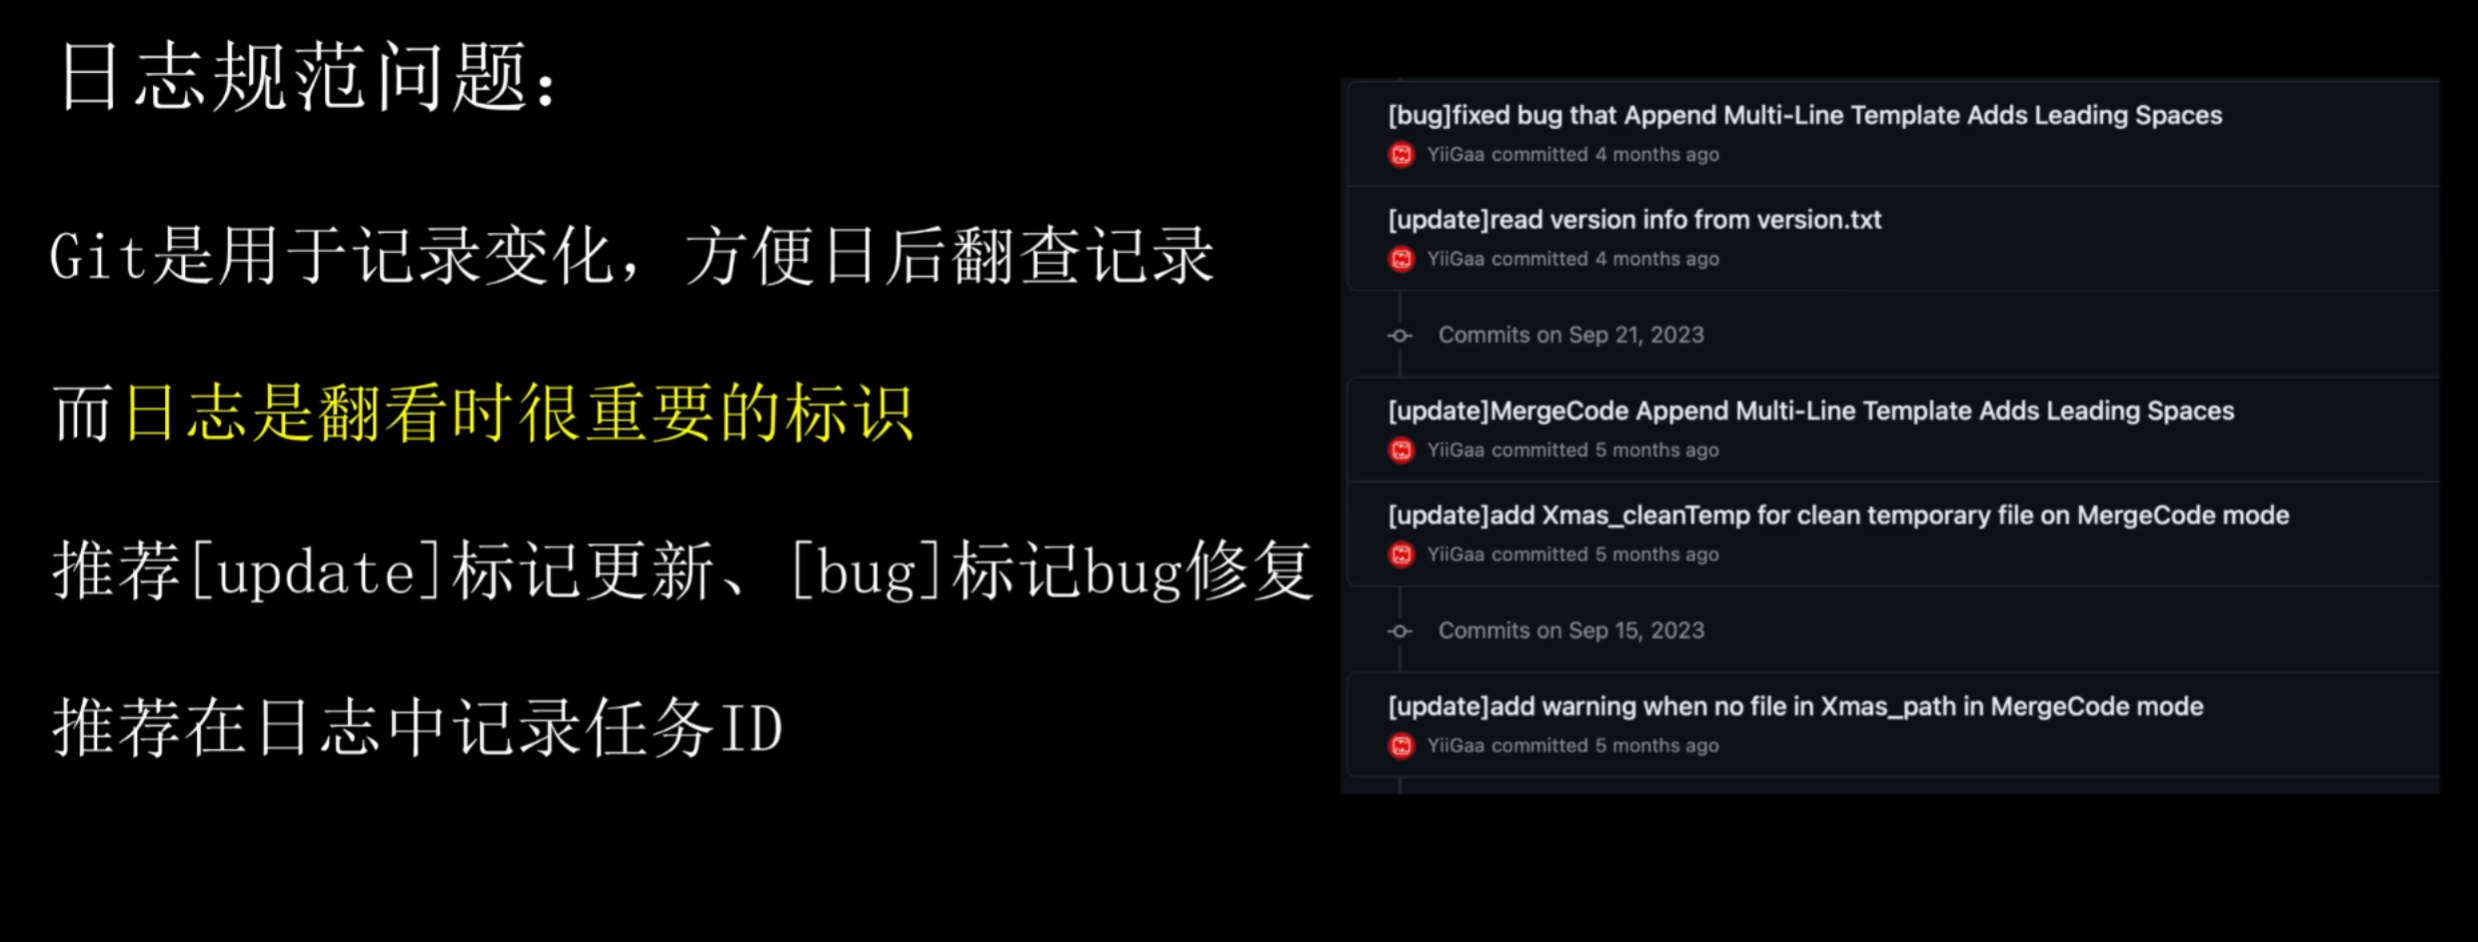 日志规范问题：
Git是用于记录变化，方便日后翻查记录
而日志是翻看时很重要的标识
推荐[update]标记更新、[bug]标记bug修复
推荐在日志中记录任务ID
[bug]fixed bug that Append Multi-Line Template Adds Leading Spaces
YiiGaa committed 4 months ago
[update]read version info from version.txt
YiiGaa committed 4 months ago
Commits on Sep 21, 2023
[update]MergeCode Append Multi-Line Template Adds Leading Spaces
YiiGaa committed 5 months ago
[update]add Xmas_cleanTemp for clean temporary file on MergeCode mode
YiiGaa committed 5 months ago
Commits on Sep 15, 2023
[update]add warning when no file in Xmas_path in MergeCode mode
YiiGaa committed 5 months ago